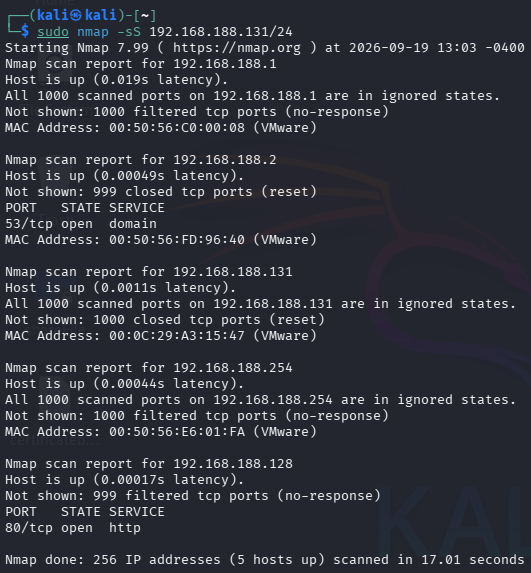 ┌──(kali㉿kali)-[~]
└─$ sudo nmap -sS 192.168.188.131/24
Starting Nmap 7.99 ( https://nmap.org ) at 2026-09-19 13:03 -0400
Nmap scan report for 192.168.188.1
Host is up (0.019s latency).
All 1000 scanned ports on 192.168.188.1 are in ignored states.
Not shown: 1000 filtered tcp ports (no-response)
MAC Address: 00:50:56:C0:00:08 (VMware)

Nmap scan report for 192.168.188.2
Host is up (0.00049s latency).
Not shown: 999 closed tcp ports (reset)
PORT   STATE SERVICE
53/tcp open  domain
MAC Address: 00:50:56:FD:96:40 (VMware)

Nmap scan report for 192.168.188.131
Host is up (0.0011s latency).
All 1000 scanned ports on 192.168.188.131 are in ignored states.
Not shown: 1000 closed tcp ports (reset)
MAC Address: 00:0C:29:A3:15:47 (VMware)

Nmap scan report for 192.168.188.254
Host is up (0.00044s latency).
All 1000 scanned ports on 192.168.188.254 are in ignored states.
Not shown: 1000 filtered tcp ports (no-response)
MAC Address: 00:50:56:E6:01:FA (VMware)

Nmap scan report for 192.168.188.128
Host is up (0.00017s latency).
Not shown: 999 filtered tcp ports (no-response)
PORT   STATE SERVICE
80/tcp open  http
KAL

Nmap done: 256 IP addresses (5 hosts up) scanned in 17.01 seconds